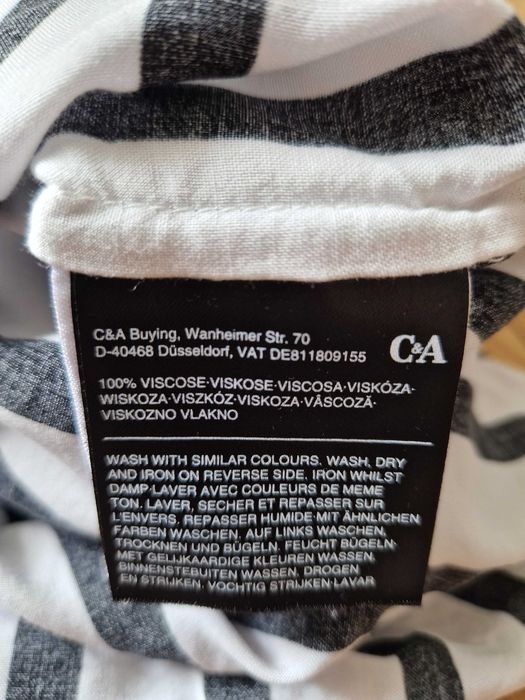 C&A Buying, Wanheimer Str. 70
D-40468 Düsseldorf, VAT DE811809155
C&A
100% VISCOSE·VISKOSE·VISCOSA·VISKÓZA·
WISKOZA·VISZKÓZ·VISKOZA·VÂSCOZĂ·
VISKOZNO VLAKNO
WASH WITH SIMILAR COLOURS. WASH, DRY
AND IRON ON REVERSE SIDE. IRON WHILST
DAMP·LAVER AVEC COULEURS DE MEME
TON. LAVER, SECHER ET REPASSER SUR
L'ENVERS. REPASSER HUMIDE·MIT ÄHNLICHEN
FARBEN WASCHEN, AUF LINKS WASCHEN,
TROCKNEN UND BÜGELN. FEUCHT BÜGELN·
MET GELIJKAARDIGE KLEUREN WASSEN.
BINNENSTEBUITEN WASSEN, DROGEN
EN STRIJKEN. VOCHTIG STRIJKEN·LAVAR